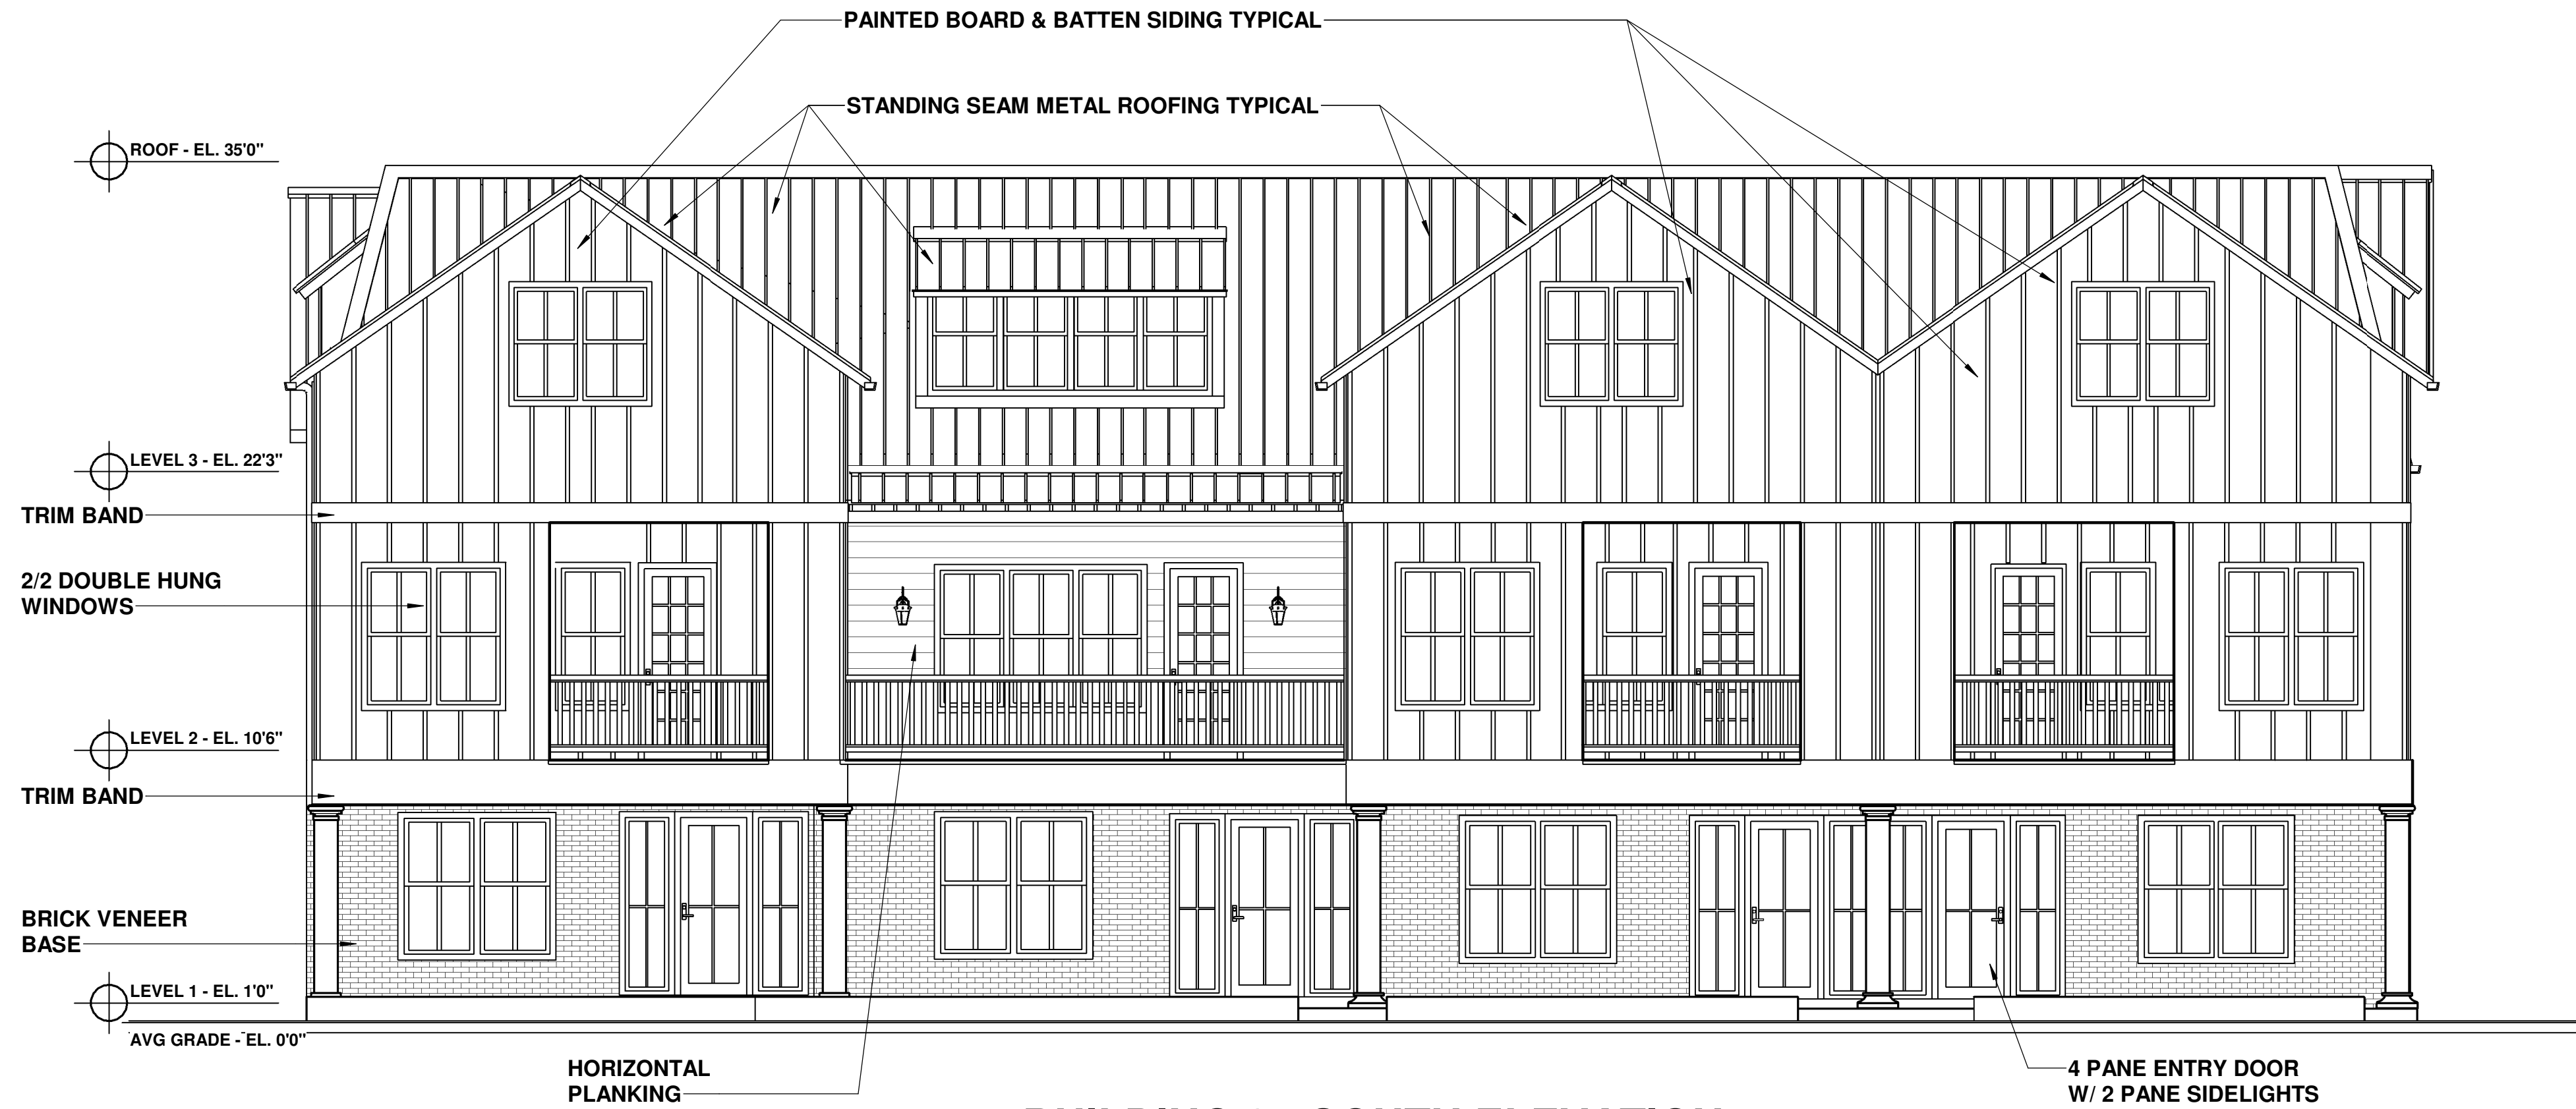 PAINTED BOARD & BATTEN SIDING TYPICAL
STANDING SEAM METAL ROOFING TYPICAL
ROOF - EL. 35'0"
LEVEL 3 - EL. 22'3"
TRIM BAND
2/2 DOUBLE HUNG
WINDOWS
LEVEL 2 - EL. 10'6"
TRIM BAND
BRICK VENEER
BASE
LEVEL 1 - EL. 1'0"
AVG GRADE - EL. 0'0"
HORIZONTAL
PLANKING
4 PANE ENTRY DOOR
W/ 2 PANE SIDELIGHTS